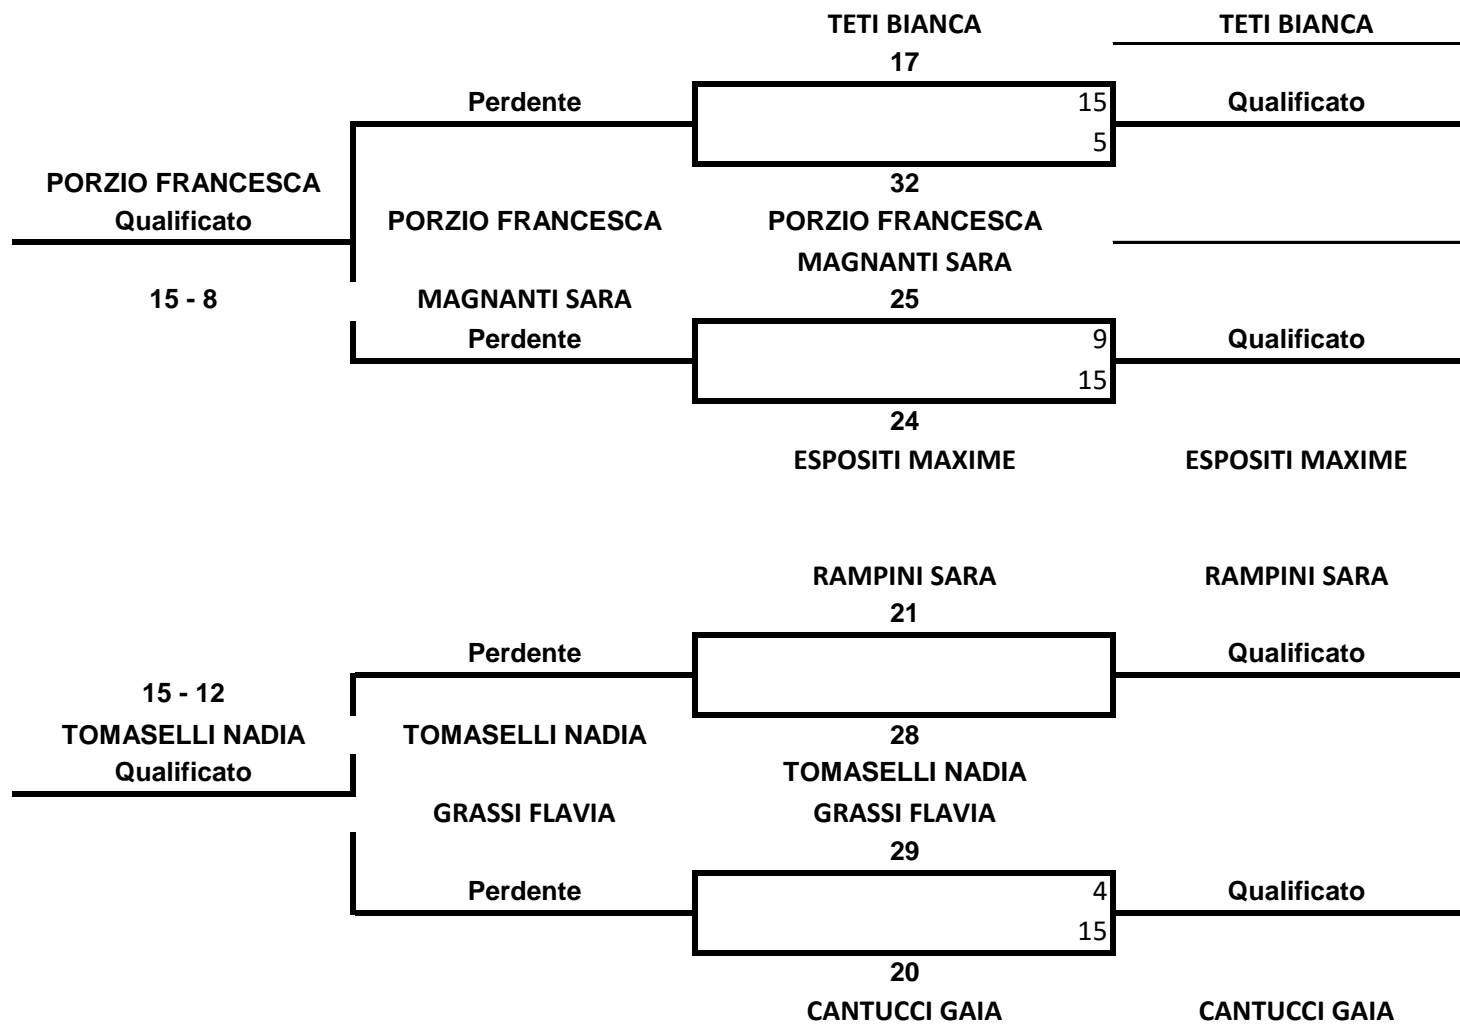 TETI BIANCA TETI BIANCA
17
Perdente 15 Qualificato
5
PORZIO FRANCESCA 32
Qualificato PORZIO FRANCESCA PORZIO FRANCESCA
MAGNANTI SARA
15 - 8 MAGNANTI SARA 25
Perdente 9 Qualificato
15
24
ESPOSITI MAXIME ESPOSITI MAXIME
RAMPINI SARA RAMPINI SARA
21
Perdente Qualificato
15 - 12
TOMASELLI NADIA TOMASELLI NADIA 28
Qualificato TOMASELLI NADIA
GRASSI FLAVIA GRASSI FLAVIA
29
Perdente 4 Qualificato
15
20
CANTUCCI GAIA CANTUCCI GAIA